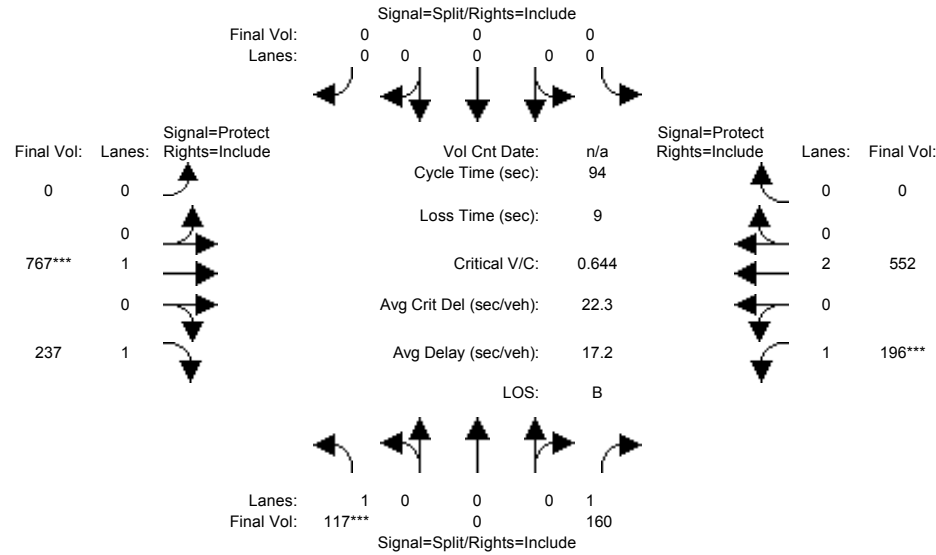 Signal=Split/Rights=Include
Final Vol: 0 0 0
Lanes: 0 0 0 0 0
Signal=Protect Signal=Protect
Final Vol: Lanes: Rights=Include Vol Cnt Date: n/a Rights=Include Lanes: Final Vol:
Cycle Time (sec): 94
0 0 0 0
Loss Time (sec): 9
0 0
767*** 1 Critical V/C: 0.644 2 552
0 Avg Crit Del (sec/veh): 22.3 0
237 1 Avg Delay (sec/veh): 17.2 1 196***
LOS: B
Lanes: 1 0 0 0 1
Final Vol: 117*** 0 160
Signal=Split/Rights=Include